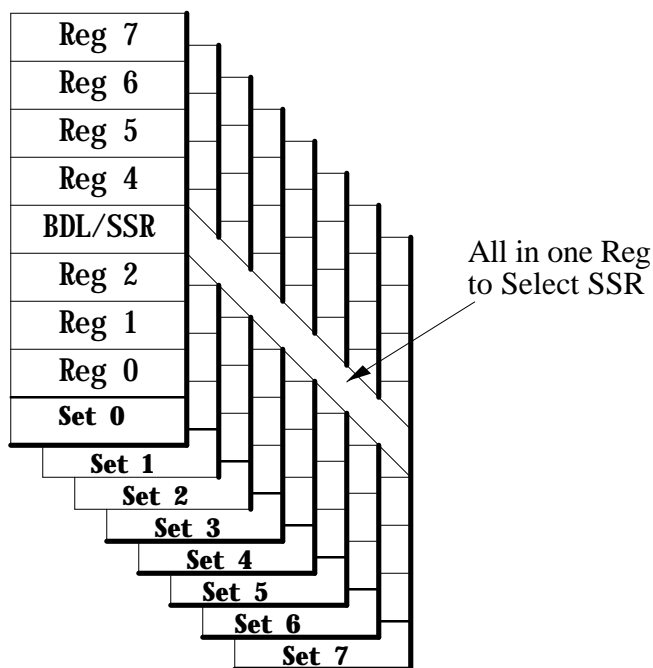 Reg 7
Reg 6
Reg 5
Reg 4
BDL/SSR
Reg 2
Reg 1
Reg 0
Set 0
Set 1
Set 2
Set 3
Set 4
Set 5
Set 6
Set 7
All in one Reg
to Select SSR